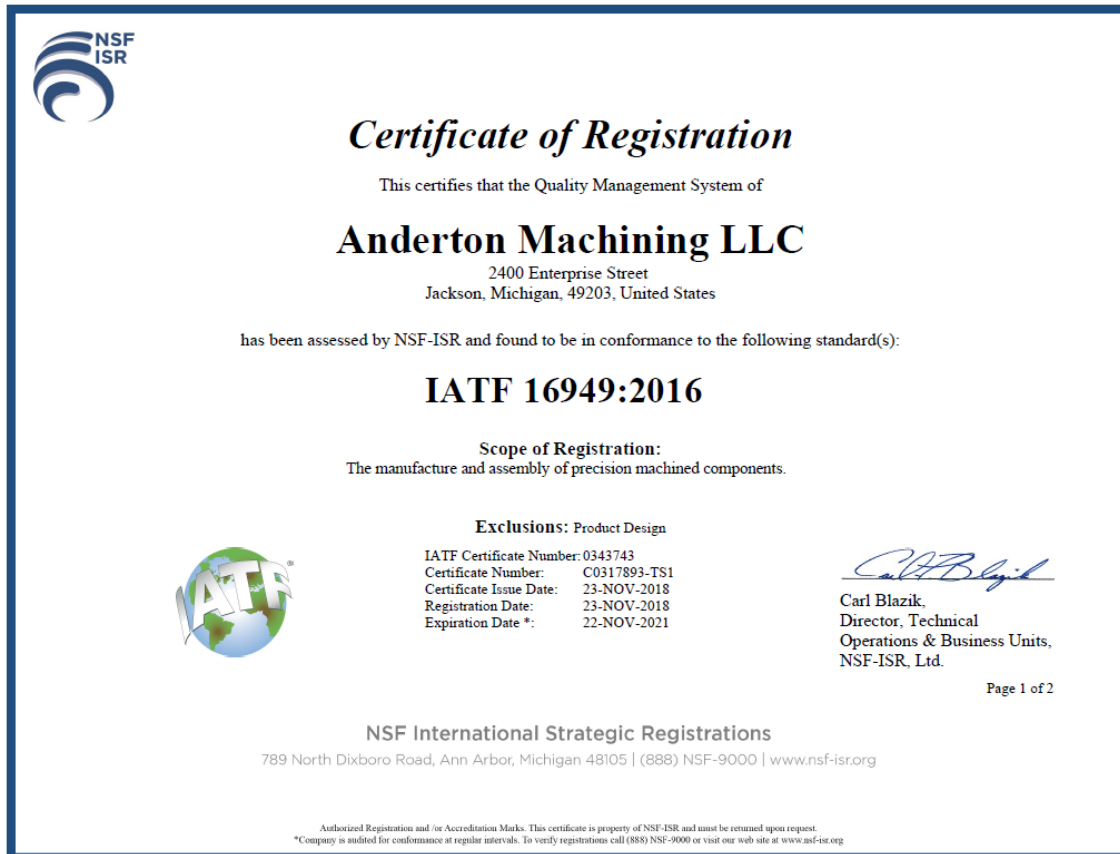 NSF
ISR
Certificate of Registration
This certifies that the Quality Management System of
Anderton Machining LLC
2400 Enterprise Street
Jackson, Michigan, 49203, United States
has been assessed by NSF-ISR and found to be in conformance to the following standard(s):
IATF 16949:2016
Scope of Registration:
The manufacture and assembly of precision machined components.
Exclusions: Product Design
IATF Certificate Number: 0343743
Certificate Number: C0317893-TS1
Certificate Issue Date: 23-NOV-2018
Registration Date: 23-NOV-2018
Expiration Date *: 22-NOV-2021
IATF®
Carl Blazik
Carl Blazik,
Director, Technical
Operations & Business Units,
NSF-ISR, Ltd.
Page 1 of 2
NSF International Strategic Registrations
789 North Dixboro Road, Ann Arbor, Michigan 48105 | (888) NSF-9000 | www.nsf-isr.org
Authorized Registration and /or Accreditation Marks. This certificate is property of NSF-ISR and must be returned upon request.
*Company is audited for conformance at regular intervals. To verify registrations call (888) NSF-9000 or visit our web site at www.nsf-isr.org